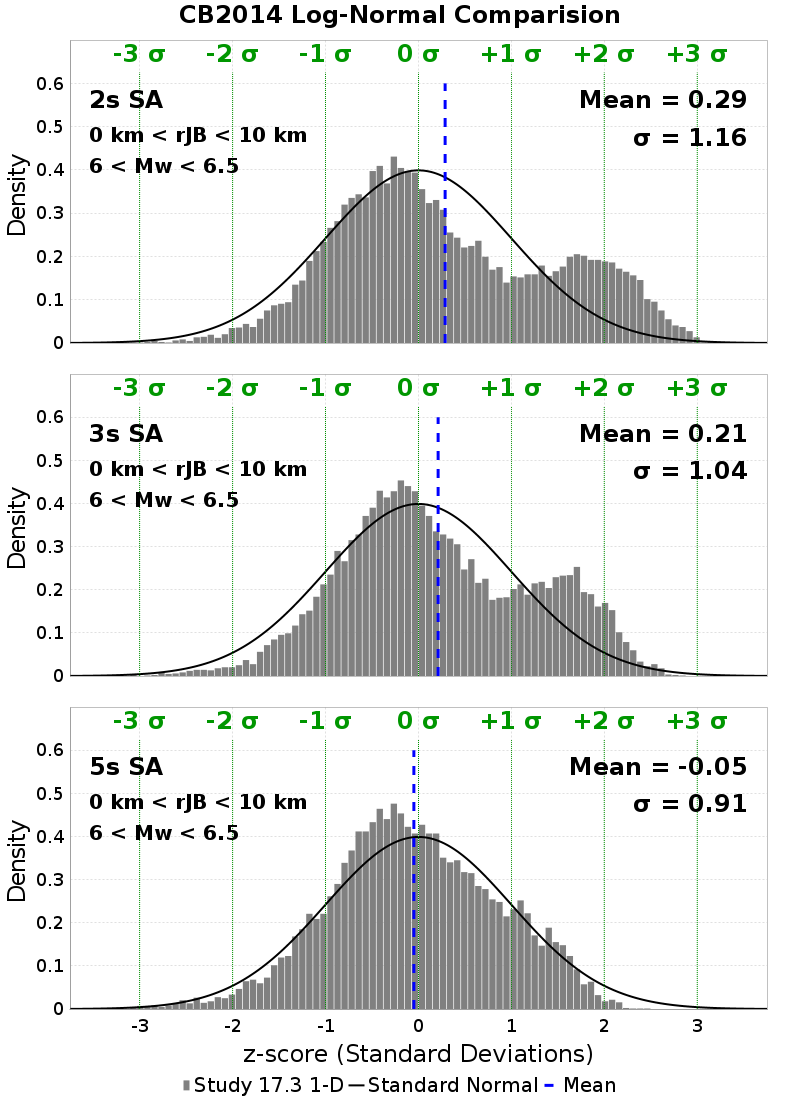 CB2014 Log-Normal Comparision
-3 σ -2 σ -1 σ 0 σ +1 σ +2 σ +3 σ
2s SA
0 km < rJB < 10 km
6 < Mw < 6.5
Mean = 0.29
σ = 1.16
Density
0.6
0.5
0.4
0.3
0.2
0.1
0
-3 σ -2 σ -1 σ 0 σ +1 σ +2 σ +3 σ
3s SA
0 km < rJB < 10 km
6 < Mw < 6.5
Mean = 0.21
σ = 1.04
Density
0.6
0.5
0.4
0.3
0.2
0.1
0
-3 σ -2 σ -1 σ 0 σ +1 σ +2 σ +3 σ
5s SA
0 km < rJB < 10 km
6 < Mw < 6.5
Mean = -0.05
σ = 0.91
Density
0.6
0.5
0.4
0.3
0.2
0.1
0
-3 -2 -1 0 1 2 3
z-score (Standard Deviations)
Study 17.3 1-D Standard Normal Mean